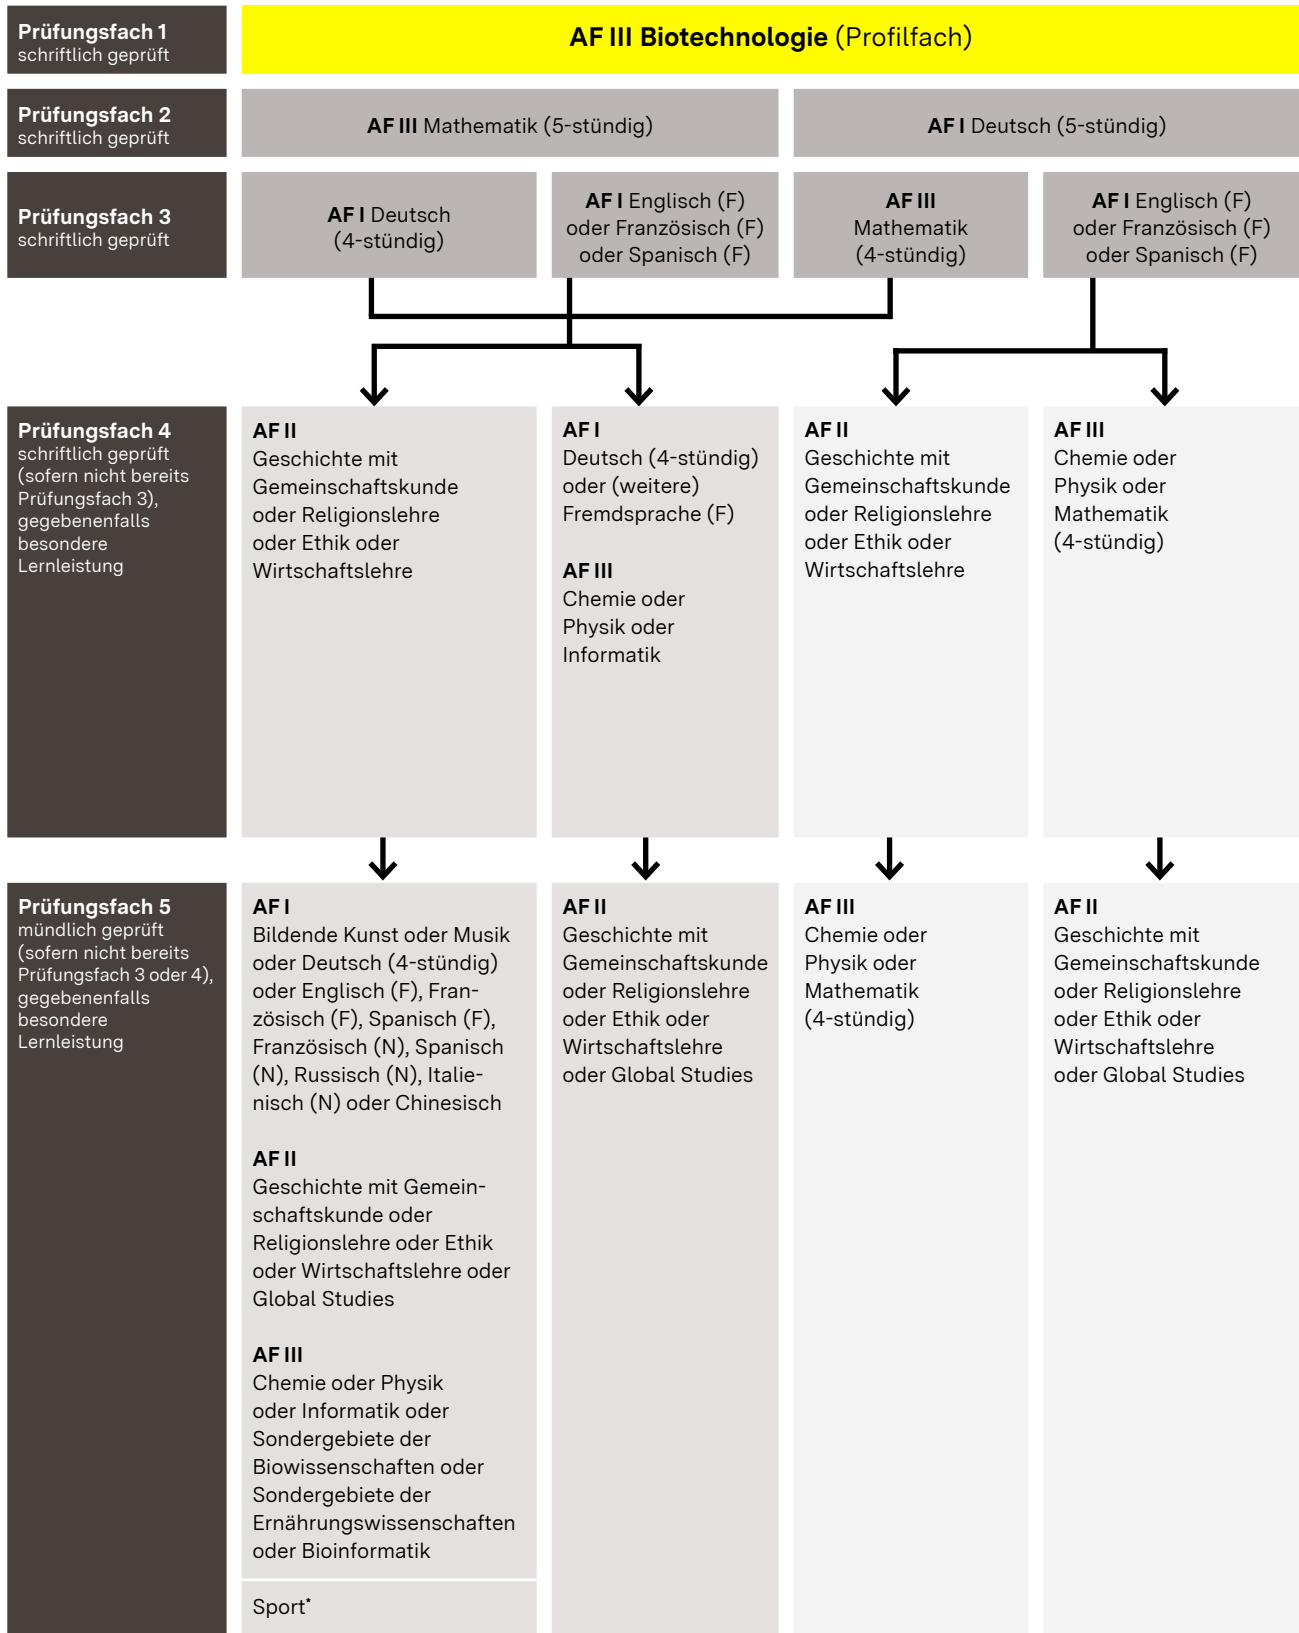 Prüfungsfach 1
schriftlich geprüft
AF III Biotechnologie (Profilfach)
Prüfungsfach 2
schriftlich geprüft
AF III Mathematik (5-stündig)
AF I Deutsch (5-stündig)
Prüfungsfach 3
schriftlich geprüft
AF I Deutsch
(4-stündig)
AF I Englisch (F)
oder Französisch (F)
oder Spanisch (F)
AF III
Mathematik
(4-stündig)
AF I Englisch (F)
oder Französisch (F)
oder Spanisch (F)
Prüfungsfach 4
schriftlich geprüft
(sofern nicht bereits
Prüfungsfach 3),
gegebenenfalls
besondere
Lernleistung
AF II
Geschichte mit
Gemeinschaftskunde
oder Religionslehre
oder Ethik oder
Wirtschaftslehre
AF I
Deutsch (4-stündig)
oder (weitere)
Fremdsprache (F)
AF III
Chemie oder
Physik oder
Informatik
AF II
Geschichte mit
Gemeinschaftskunde
oder Religionslehre
oder Ethik oder
Wirtschaftslehre
AF III
Chemie oder
Physik oder
Mathematik
(4-stündig)
Prüfungsfach 5
mündlich geprüft
(sofern nicht bereits
Prüfungsfach 3 oder 4),
gegebenenfalls
besondere
Lernleistung
AF I
Bildende Kunst oder Musik
oder Deutsch (4-stündig)
oder Englisch (F), Fran-
zösisch (F), Spanisch (F),
Französisch (N), Spanisch
(N), Russisch (N), Italie-
nisch (N) oder Chinesisch
AF II
Geschichte mit Gemein-
schaftskunde oder
Religionslehre oder Ethik
oder Wirtschaftslehre oder
Global Studies
AF III
Chemie oder Physik
oder Informatik oder
Sondergebiete der
Biowissenschaften oder
Sondergebiete der
Ernährungswissenschaften
oder Bioinformatik
Sport*
AF II
Geschichte mit
Gemeinschaftskunde
oder Religionslehre
oder Ethik oder
Wirtschaftslehre
oder Global Studies
AF III
Chemie oder
Physik oder
Mathematik
(4-stündig)
AF II
Geschichte mit
Gemeinschaftskunde
oder Religionslehre
oder Ethik oder
Wirtschaftslehre
oder Global Studies